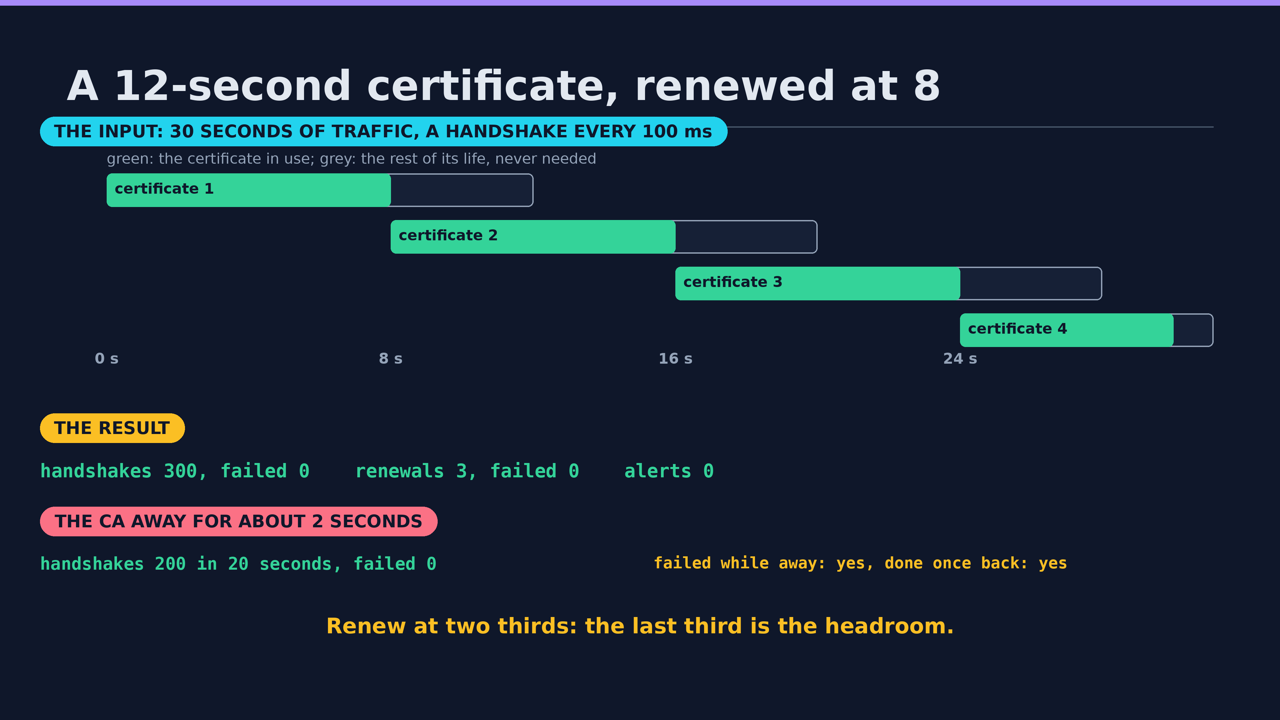 A 12-second certificate, renewed at 8
THE INPUT: 30 SECONDS OF TRAFFIC, A HANDSHAKE EVERY 100 ms
green: the certificate in use; grey: the rest of its life, never needed
certificate 1
certificate 2
certificate 3
certificate 4
0 s 8 s 16 s 24 s
THE RESULT
handshakes 300, failed 0 renewals 3, failed 0 alerts 0
THE CA AWAY FOR ABOUT 2 SECONDS
handshakes 200 in 20 seconds, failed 0 failed while away: yes, done once back: yes
Renew at two thirds: the last third is the headroom.